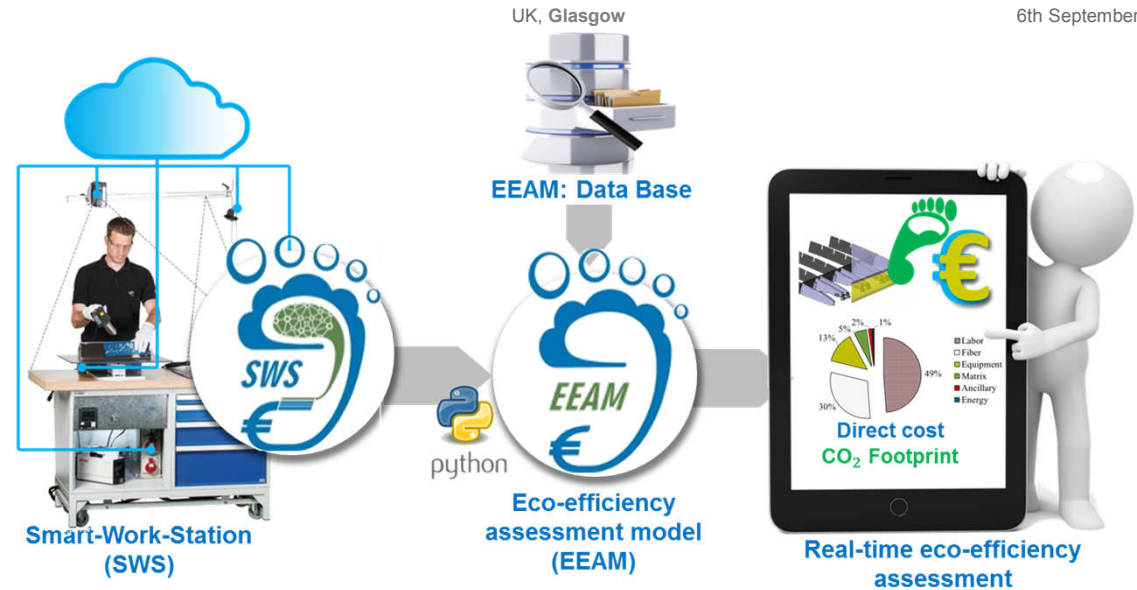 UK, Glasgow
6th September
EEAM: Data Base
SWS
€
python
EEAM
€
Smart-Work-Station
(SWS)
Eco-efficiency
assessment model
(EEAM)
€
1%
2%
5%
13%
30%
49%
Labor
Fiber
Equipment
Matrix
Ancillary
Energy
Direct cost
CO₂ Footprint
Real-time eco-efficiency
assessment